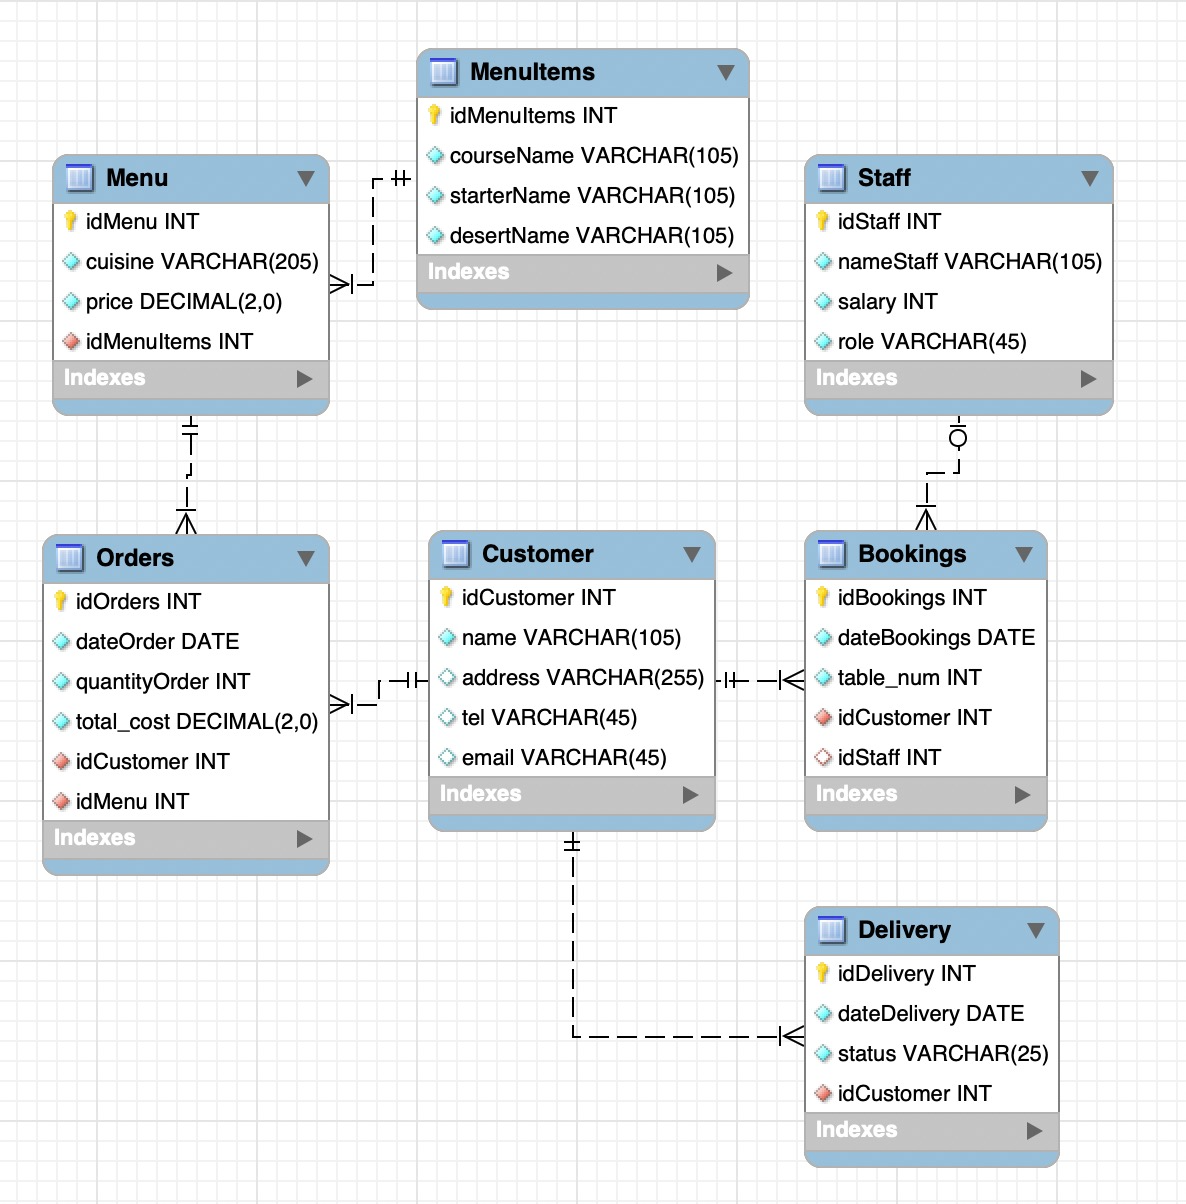 MenuItems
idMenuItems INT
courseName VARCHAR(105)
starterName VARCHAR(105)
desertName VARCHAR(105)
Indexes
Menu
idMenu INT
cuisine VARCHAR(205)
price DECIMAL(2,0)
idMenuItems INT
Indexes
Staff
idStaff INT
nameStaff VARCHAR(105)
salary INT
role VARCHAR(45)
Indexes
Orders
idOrders INT
dateOrder DATE
quantityOrder INT
total_cost DECIMAL(2,0)
idCustomer INT
idMenu INT
Indexes
Customer
idCustomer INT
name VARCHAR(105)
address VARCHAR(255)
tel VARCHAR(45)
email VARCHAR(45)
Indexes
Bookings
idBookings INT
dateBookings DATE
table_num INT
idCustomer INT
idStaff INT
Indexes
Delivery
idDelivery INT
dateDelivery DATE
status VARCHAR(25)
idCustomer INT
Indexes